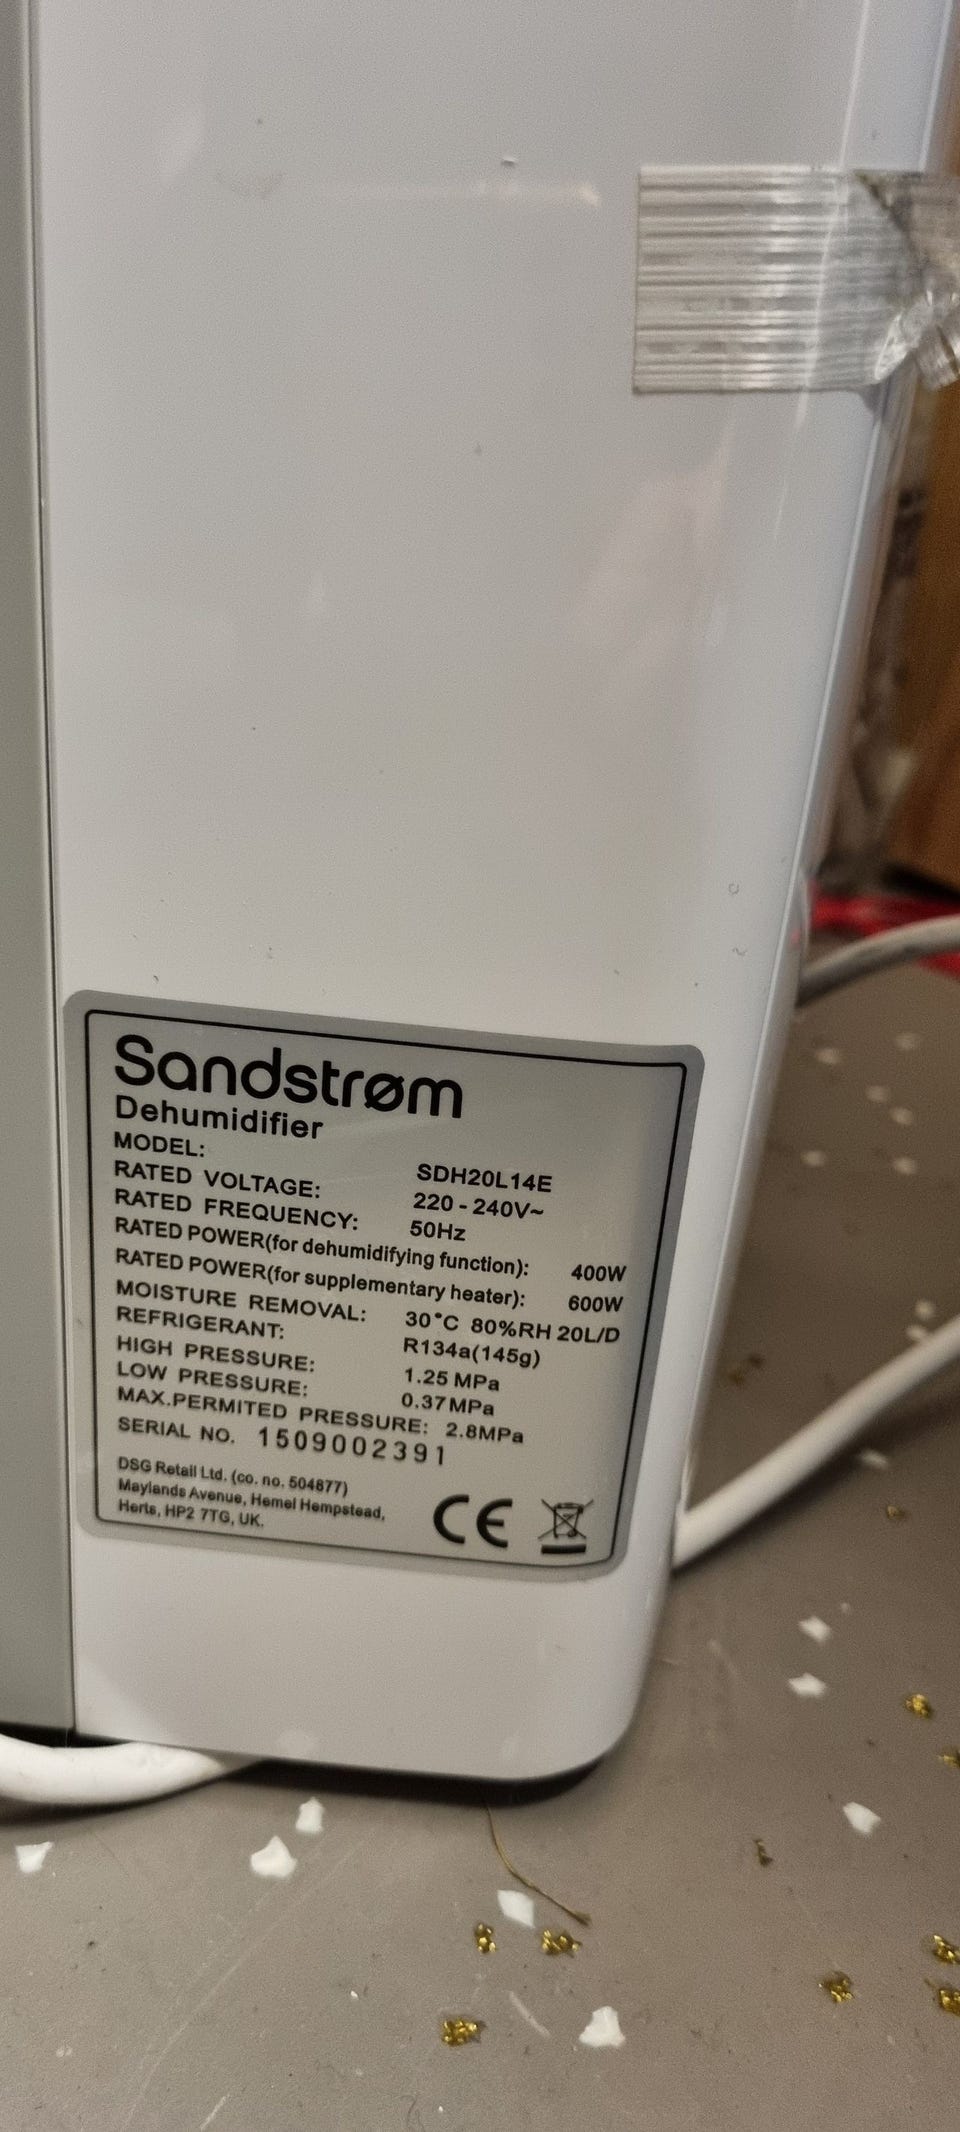 Sandstrøm
Dehumidifier
MODEL: SDH20L14E
RATED VOLTAGE: 220 - 240V~
RATED FREQUENCY: 50Hz
RATED POWER(for dehumidifying function): 400W
RATED POWER(for supplementary heater): 600W
MOISTURE REMOVAL: 30°C 80%RH 20L/D
REFRIGERANT: R134a(145g)
HIGH PRESSURE: 1.25 MPa
LOW PRESSURE: 0.37MPa
MAX.PERMITED PRESSURE: 2.8MPa
SERIAL NO. 1509002391
DSG Retail Ltd. (co. no. 504877)
Maylands Avenue, Hemel Hempstead,
Herts, HP2 7TG, UK.
CE